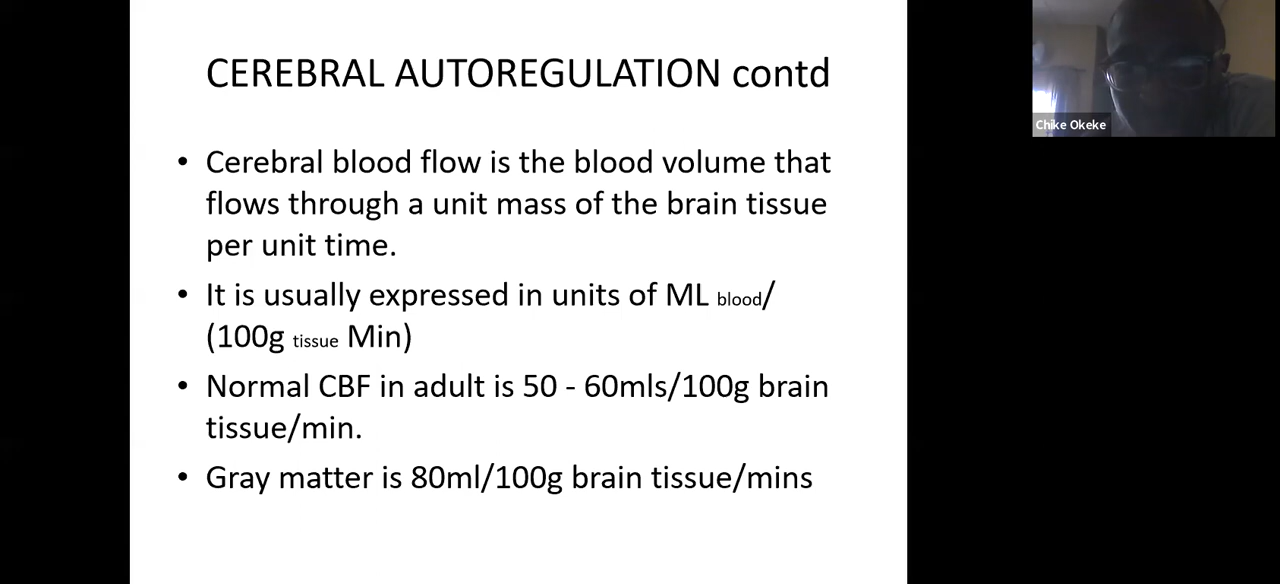 CEREBRAL AUTOREGULATION contd
• Cerebral blood flow is the blood volume that
flows through a unit mass of the brain tissue
per unit time.
• It is usually expressed in units of ML blood/
(100g tissue Min)
• Normal CBF in adult is 50 - 60mls/100g brain
tissue/min.
• Gray matter is 80ml/100g brain tissue/mins
Chike Okeke